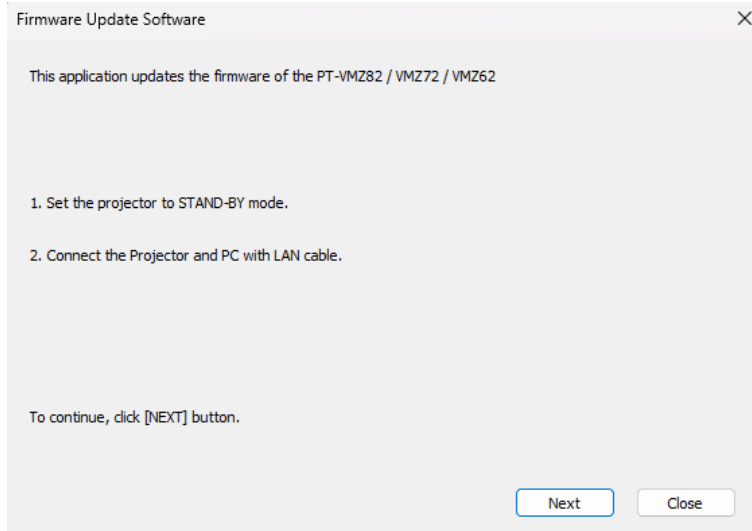 Firmware Update Software
This application updates the firmware of the PT-VMZ82 / VMZ72 / VMZ62
1. Set the projector to STAND-BY mode.
2. Connect the Projector and PC with LAN cable.
To continue, click [NEXT] button.
Next
Close